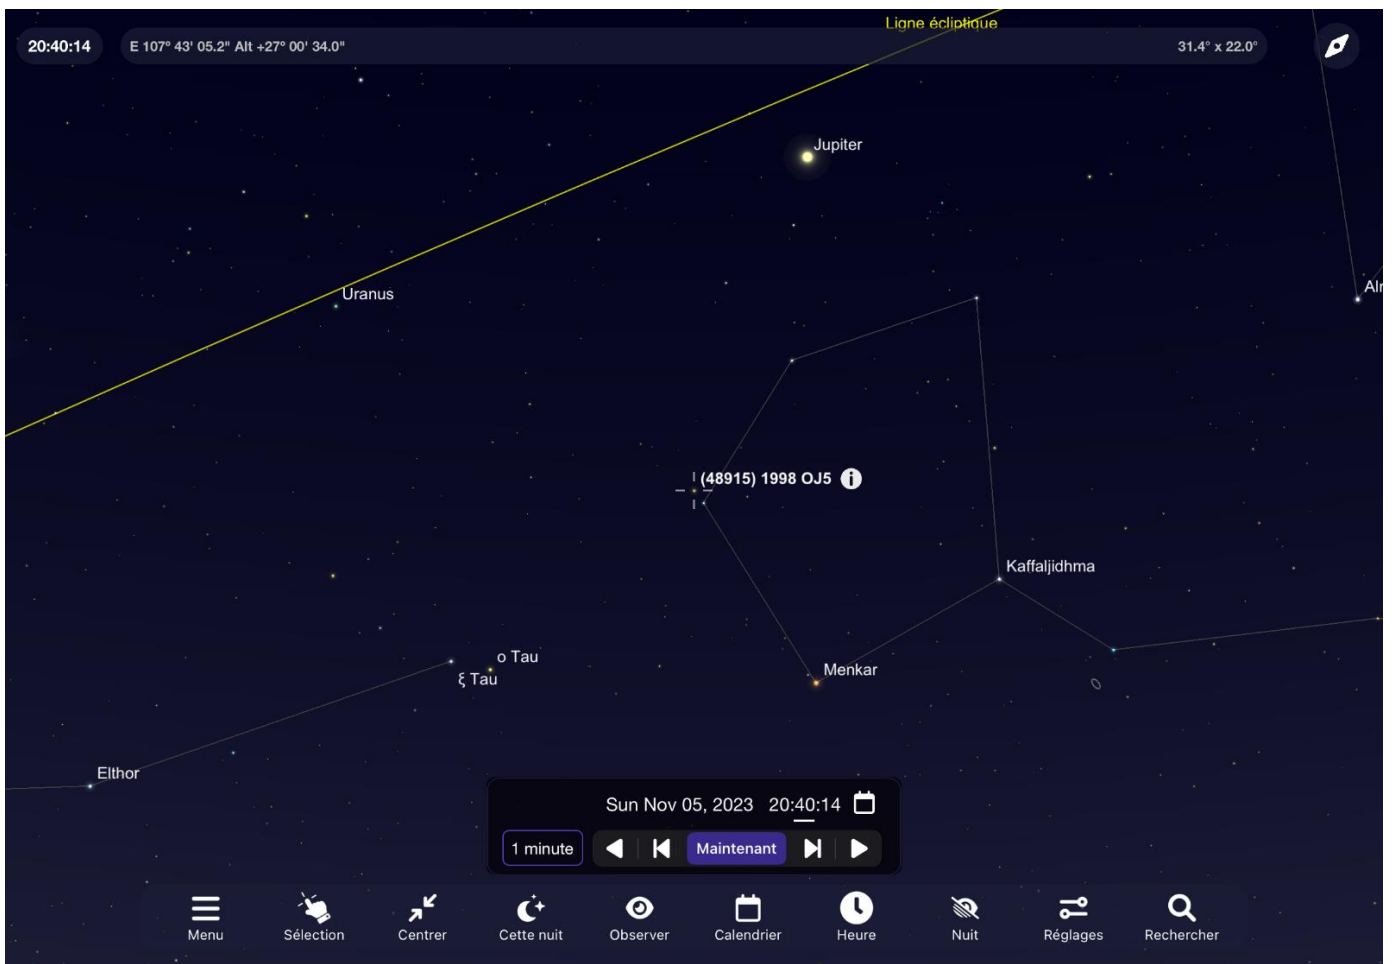 Ligne écliptique
20:40:14
E 107° 43' 05.2" Alt +27° 00' 34.0"
31.4° x 22.0°
Jupiter
Uranus
Alr
(48915) 1998 OJ5
Kaffaljidhma
ο Tau
Menkar
ξ Tau
Elthor
Sun Nov 05, 2023 20:40:14
1 minute
Maintenant
Menu
Sélection
Centrer
Cette nuit
Observer
Calendrier
Heure
Nuit
Réglages
Rechercher